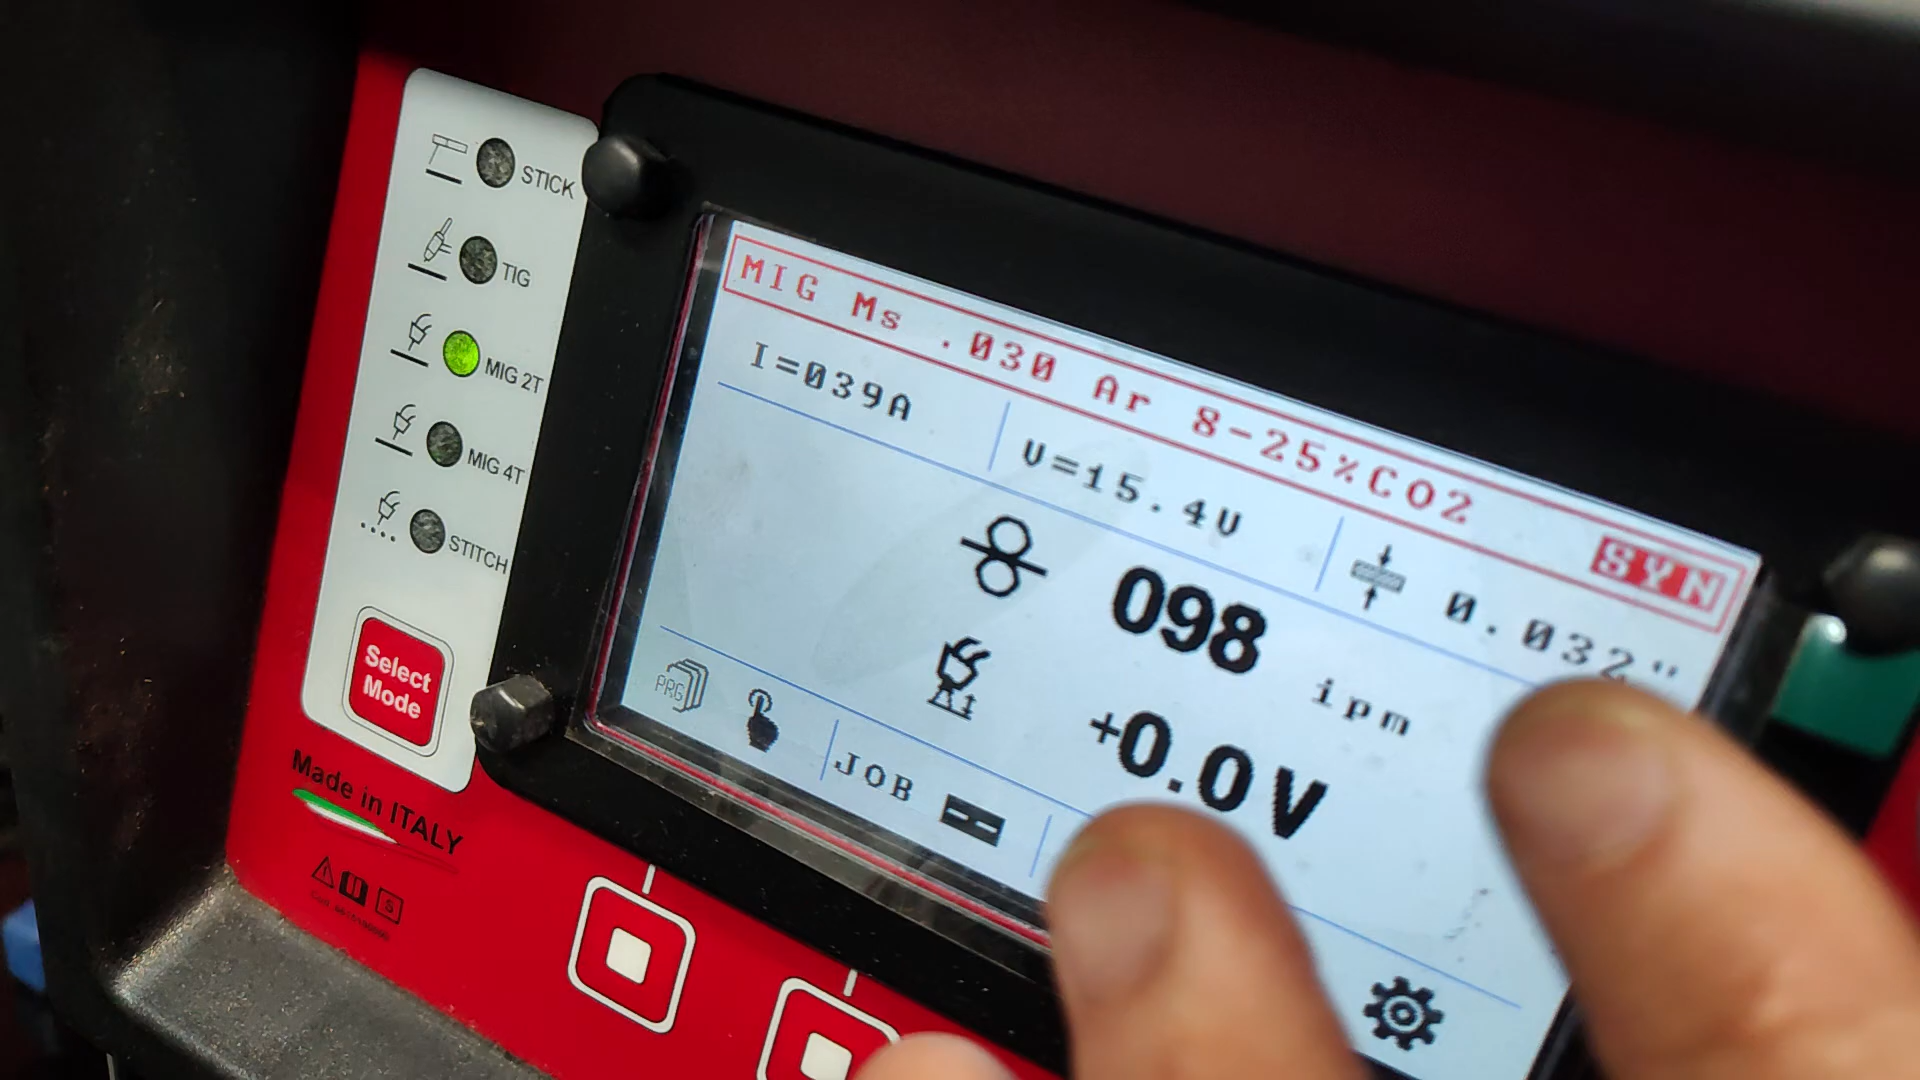 STICK
TIG
MIG 2T
MIG 4T
STITCH
Select
Mode
Made in ITALY
MIG Ms .030 Ar 8-25%CO2
SYN
I=039A
V=15.4V
0.032"
098 ipm
+0.0V
PRG
JOB